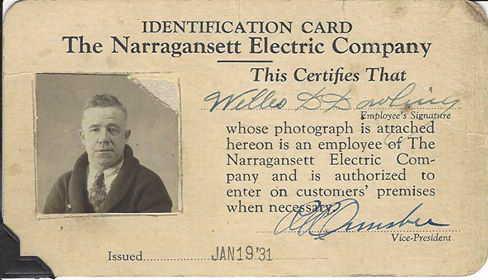 IDENTIFICATION CARD
The Narragansett Electric Company
This Certifies That
Willis D Dowling
Employee's Signature
whose photograph is attached
hereon is an employee of The
Narragansett Electric Com-
pany and is authorized to
enter on customers' premises
when necessary.
Ormsbee
Vice-President
Issued JAN 19 '31